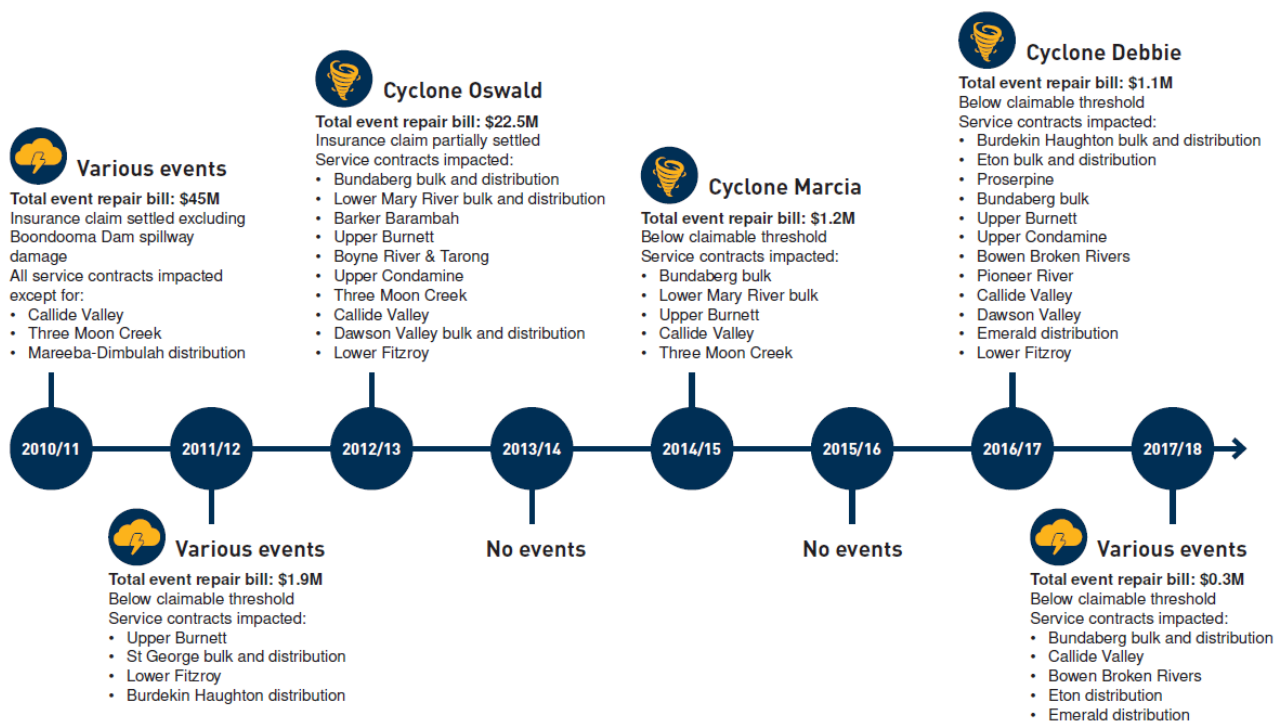 Various events
Total event repair bill: $45M
Insurance claim settled excluding
Boondooma Dam spillway
damage
All service contracts impacted
except for:
• Callide Valley
• Three Moon Creek
• Mareeba-Dimbulah distribution
Cyclone Oswald
Total event repair bill: $22.5M
Insurance claim partially settled
Service contracts impacted:
• Bundaberg bulk and distribution
• Lower Mary River bulk and distribution
• Barker Barambah
• Upper Burnett
• Boyne River & Tarong
• Upper Condamine
• Three Moon Creek
• Callide Valley
• Dawson Valley bulk and distribution
• Lower Fitzroy
Cyclone Marcia
Total event repair bill: $1.2M
Below claimable threshold
Service contracts impacted:
• Bundaberg bulk
• Lower Mary River bulk
• Upper Burnett
• Callide Valley
• Three Moon Creek
Cyclone Debbie
Total event repair bill: $1.1M
Below claimable threshold
Service contracts impacted:
• Burdekin Haughton bulk and distribution
• Eton bulk and distribution
• Proserpine
• Bundaberg bulk
• Upper Burnett
• Upper Condamine
• Bowen Broken Rivers
• Pioneer River
• Callide Valley
• Dawson Valley
• Emerald distribution
• Lower Fitzroy
2010/11
2011/12
2012/13
2013/14
2014/15
2015/16
2016/17
2017/18
Various events
Total event repair bill: $1.9M
Below claimable threshold
Service contracts impacted:
• Upper Burnett
• St George bulk and distribution
• Lower Fitzroy
• Burdekin Haughton distribution
No events
No events
Various events
Total event repair bill: $0.3M
Below claimable threshold
Service contracts impacted:
• Bundaberg bulk and distribution
• Callide Valley
• Bowen Broken Rivers
• Eton distribution
• Emerald distribution